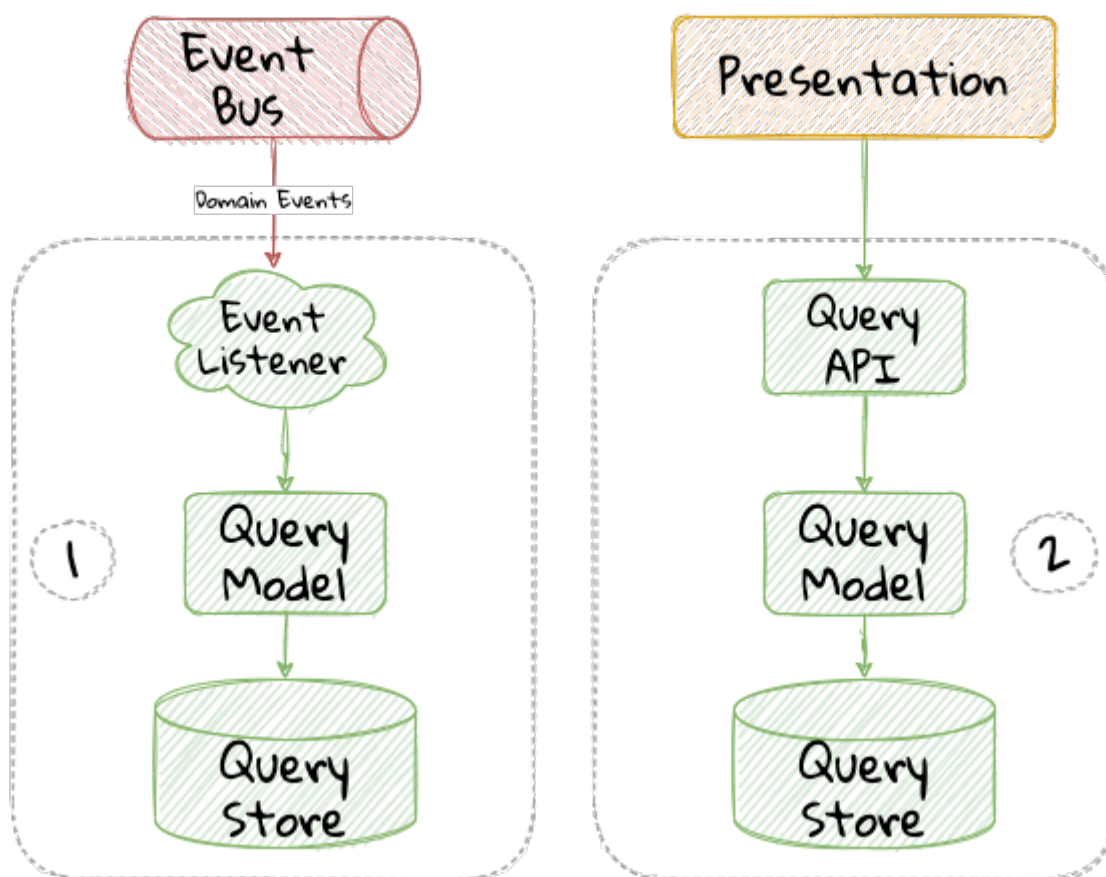 Event
Bus
Domain Events
Event
Listener
1
Query
Model
Query
Store
Presentation
Query
API
Query
Model
2
Query
Store